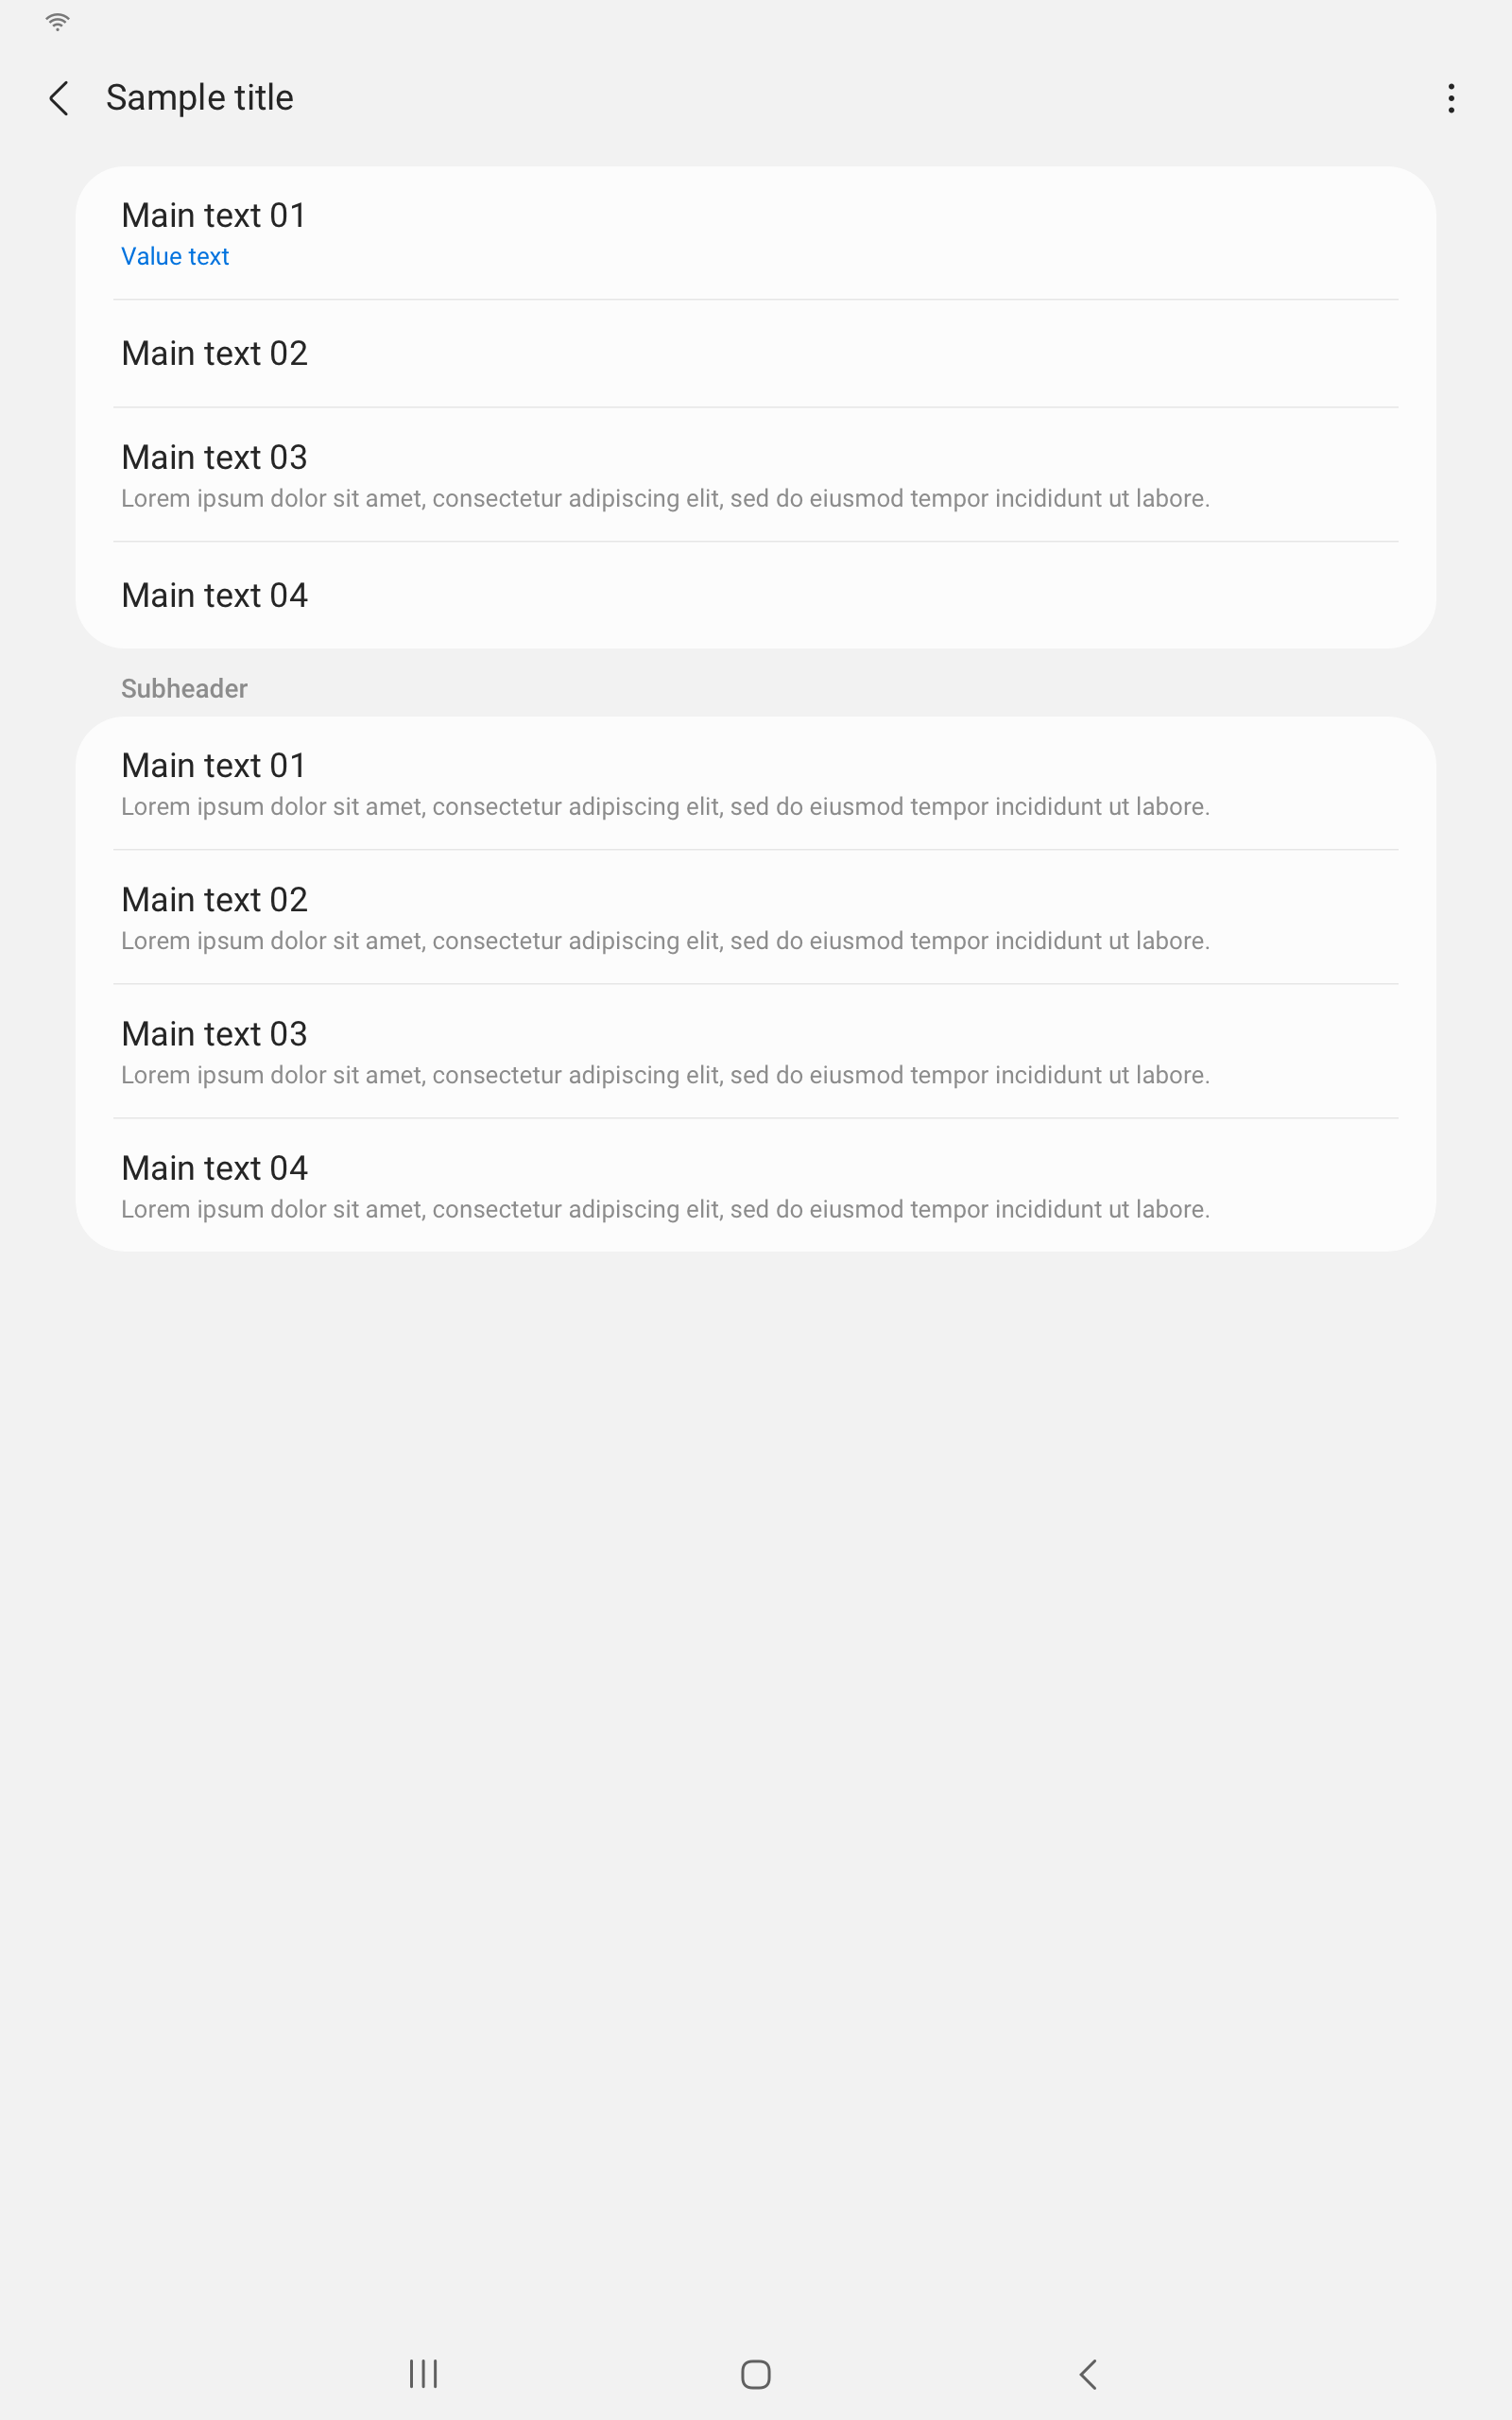 Sample title
Main text 01
Value text
Main text 02
Main text 03
Lorem ipsum dolor sit amet, consectetur adipiscing elit, sed do eiusmod tempor incididunt ut labore.
Main text 04
Subheader
Main text 01
Lorem ipsum dolor sit amet, consectetur adipiscing elit, sed do eiusmod tempor incididunt ut labore.
Main text 02
Lorem ipsum dolor sit amet, consectetur adipiscing elit, sed do eiusmod tempor incididunt ut labore.
Main text 03
Lorem ipsum dolor sit amet, consectetur adipiscing elit, sed do eiusmod tempor incididunt ut labore.
Main text 04
Lorem ipsum dolor sit amet, consectetur adipiscing elit, sed do eiusmod tempor incididunt ut labore.